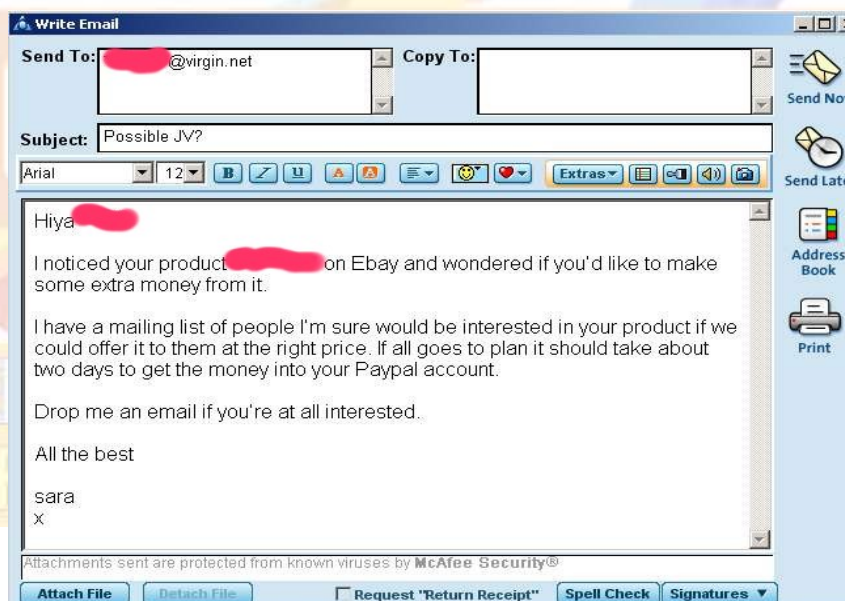 Write Email
Send To:
@virgin.net
Copy To:
Send Now
Subject:
Possible JV?
Send Late
Arial
12
B
I
U
A
A
Extras
Hiya
I noticed your product on Ebay and wondered if you'd like to make
some extra money from it.
I have a mailing list of people I'm sure would be interested in your product if we
could offer it to them at the right price. If all goes to plan it should take about
two days to get the money into your Paypal account.
Drop me an email if you're at all interested.
All the best
sara
x
Address
Book
Print
Attachments sent are protected from known viruses by McAfee Security®
Attach File
Detach File
Request "Return Receipt"
Spell Check
Signatures